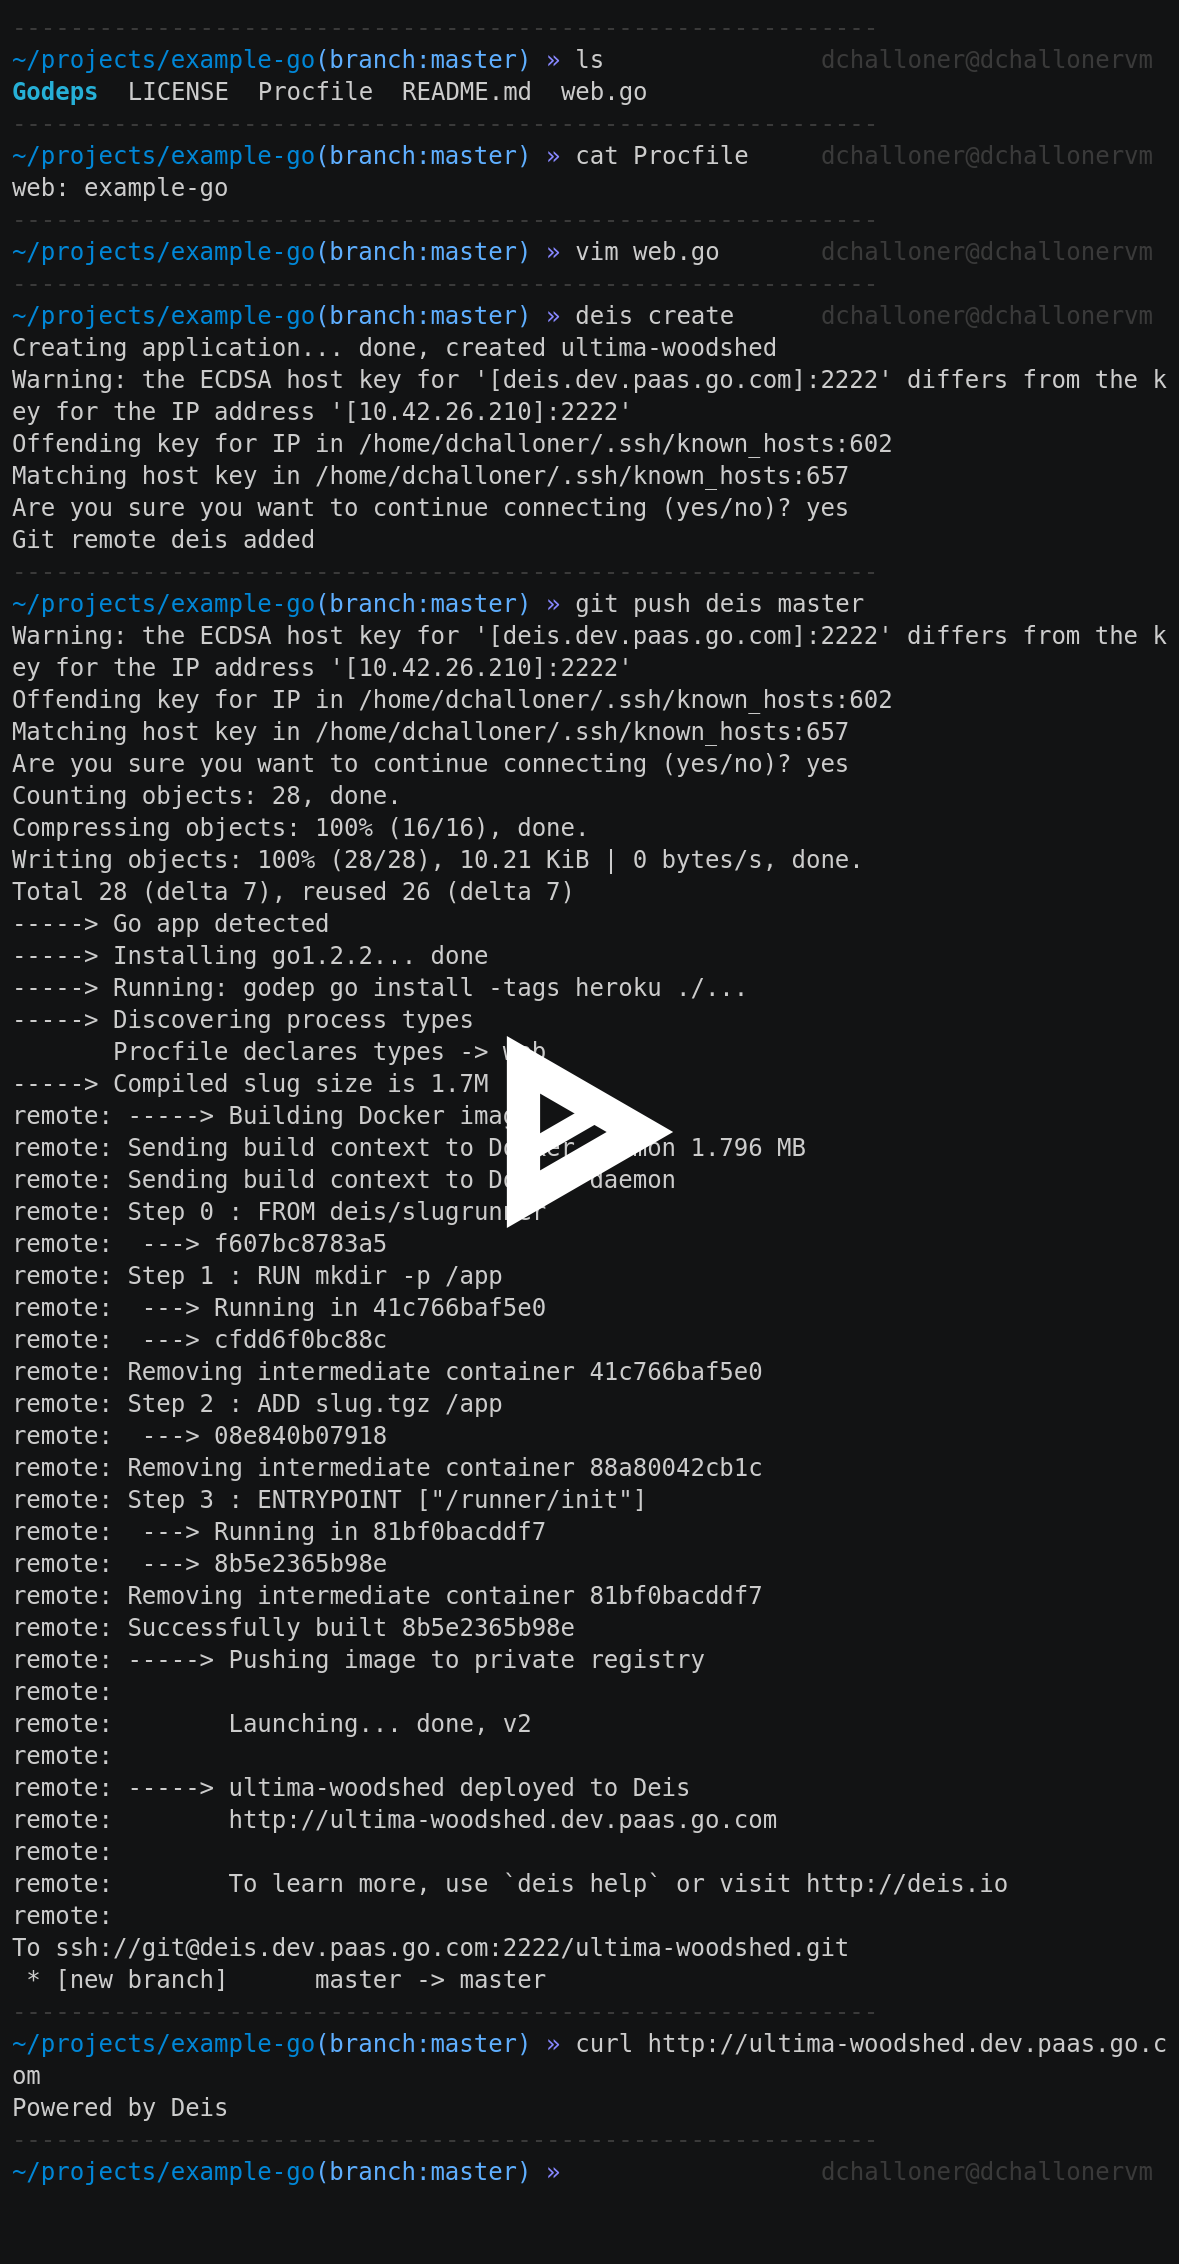 ------------------------------------------------------------
~/projects/example-go(branch:master) » ls                  dchalloner@dchallonervm
Godeps  LICENSE  Procfile  README.md  web.go
------------------------------------------------------------
~/projects/example-go(branch:master) » cat Procfile     dchalloner@dchallonervm
web: example-go
------------------------------------------------------------
~/projects/example-go(branch:master) » vim web.go       dchalloner@dchallonervm
------------------------------------------------------------
~/projects/example-go(branch:master) » deis create      dchalloner@dchallonervm
Creating application... done, created ultima-woodshed
Warning: the ECDSA host key for '[deis.dev.paas.go.com]:2222' differs from the k
ey for the IP address '[10.42.26.210]:2222'
Offending key for IP in /home/dchalloner/.ssh/known_hosts:602
Matching host key in /home/dchalloner/.ssh/known_hosts:657
Are you sure you want to continue connecting (yes/no)? yes
Git remote deis added
------------------------------------------------------------
~/projects/example-go(branch:master) » git push deis master
Warning: the ECDSA host key for '[deis.dev.paas.go.com]:2222' differs from the k
ey for the IP address '[10.42.26.210]:2222'
Offending key for IP in /home/dchalloner/.ssh/known_hosts:602
Matching host key in /home/dchalloner/.ssh/known_hosts:657
Are you sure you want to continue connecting (yes/no)? yes
Counting objects: 28, done.
Compressing objects: 100% (16/16), done.
Writing objects: 100% (28/28), 10.21 KiB | 0 bytes/s, done.
Total 28 (delta 7), reused 26 (delta 7)
-----> Go app detected
-----> Installing go1.2.2... done
-----> Running: godep go install -tags heroku ./...
-----> Discovering process types
       Procfile declares types -> web
-----> Compiled slug size is 1.7M
remote: -----> Building Docker image
remote: Sending build context to Docker daemon 1.796 MB
remote: Sending build context to Docker daemon
remote: Step 0 : FROM deis/slugrunner
remote:  ---> f607bc8783a5
remote: Step 1 : RUN mkdir -p /app
remote:  ---> Running in 41c766baf5e0
remote:  ---> cfdd6f0bc88c
remote: Removing intermediate container 41c766baf5e0
remote: Step 2 : ADD slug.tgz /app
remote:  ---> 08e840b07918
remote: Removing intermediate container 88a80042cb1c
remote: Step 3 : ENTRYPOINT ["/runner/init"]
remote:  ---> Running in 81bf0bacddf7
remote:  ---> 8b5e2365b98e
remote: Removing intermediate container 81bf0bacddf7
remote: Successfully built 8b5e2365b98e
remote: -----> Pushing image to private registry
remote:
remote:        Launching... done, v2
remote:
remote: -----> ultima-woodshed deployed to Deis
remote:        http://ultima-woodshed.dev.paas.go.com
remote:
remote:        To learn more, use `deis help` or visit http://deis.io
remote:
To ssh://git@deis.dev.paas.go.com:2222/ultima-woodshed.git
 * [new branch]      master -> master
------------------------------------------------------------
~/projects/example-go(branch:master) » curl http://ultima-woodshed.dev.paas.go.c
om
Powered by Deis
------------------------------------------------------------
~/projects/example-go(branch:master) »                  dchalloner@dchallonervm